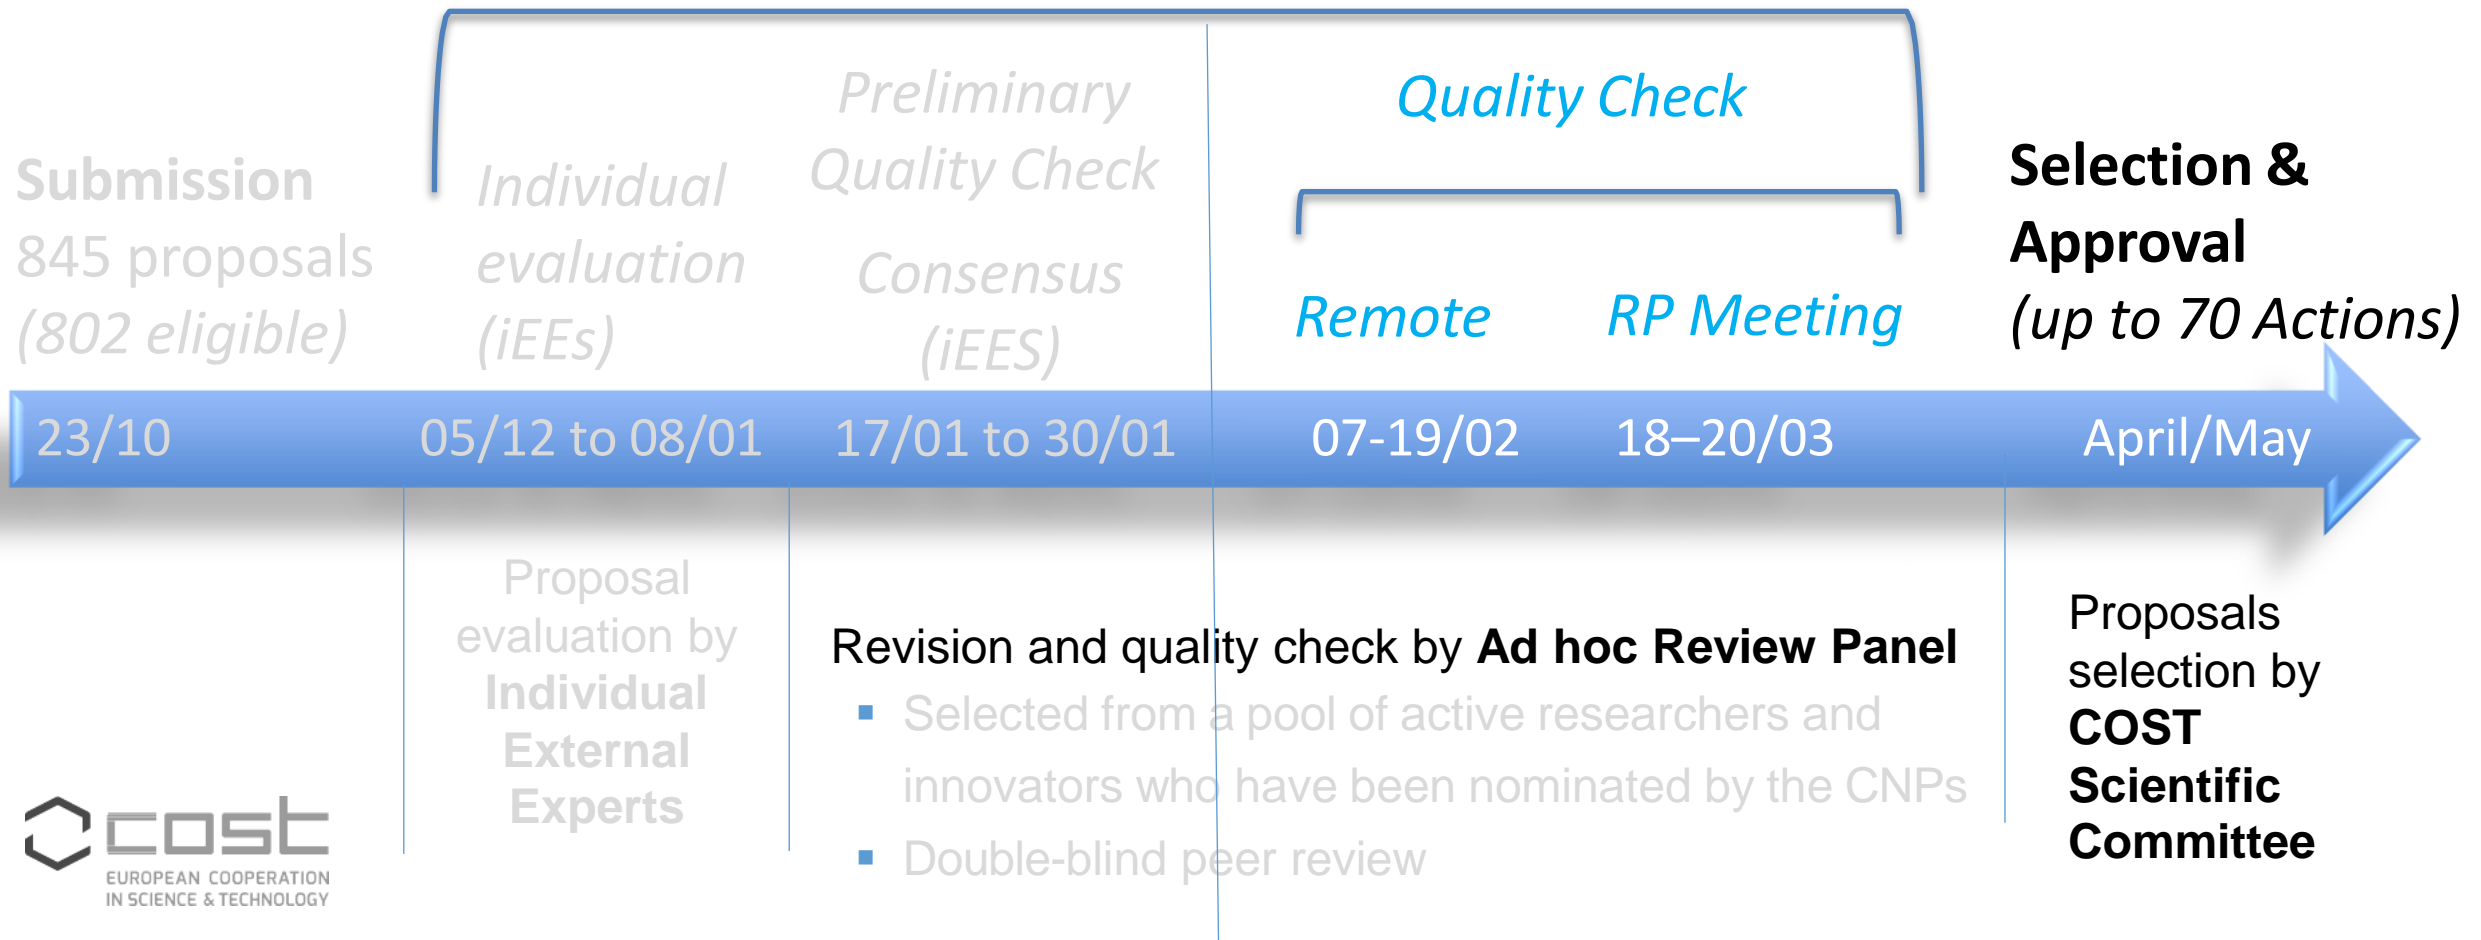 Submission
845 proposals
(802 eligible)
Individual
evaluation
(iEEs)
Preliminary
Quality Check
Consensus
(iEES)
Quality Check
Remote
RP Meeting
Selection &
Approval
(up to 70 Actions)
23/10
05/12 to 08/01
17/01 to 30/01
07-19/02
18–20/03
April/May
Proposal
evaluation by
Individual
External
Experts
Revision and quality check by Ad hoc Review Panel
Selected from a pool of active researchers and
innovators who have been nominated by the CNPs
Double-blind peer review
Proposals
selection by
COST
Scientific
Committee
cost
EUROPEAN COOPERATION
IN SCIENCE & TECHNOLOGY